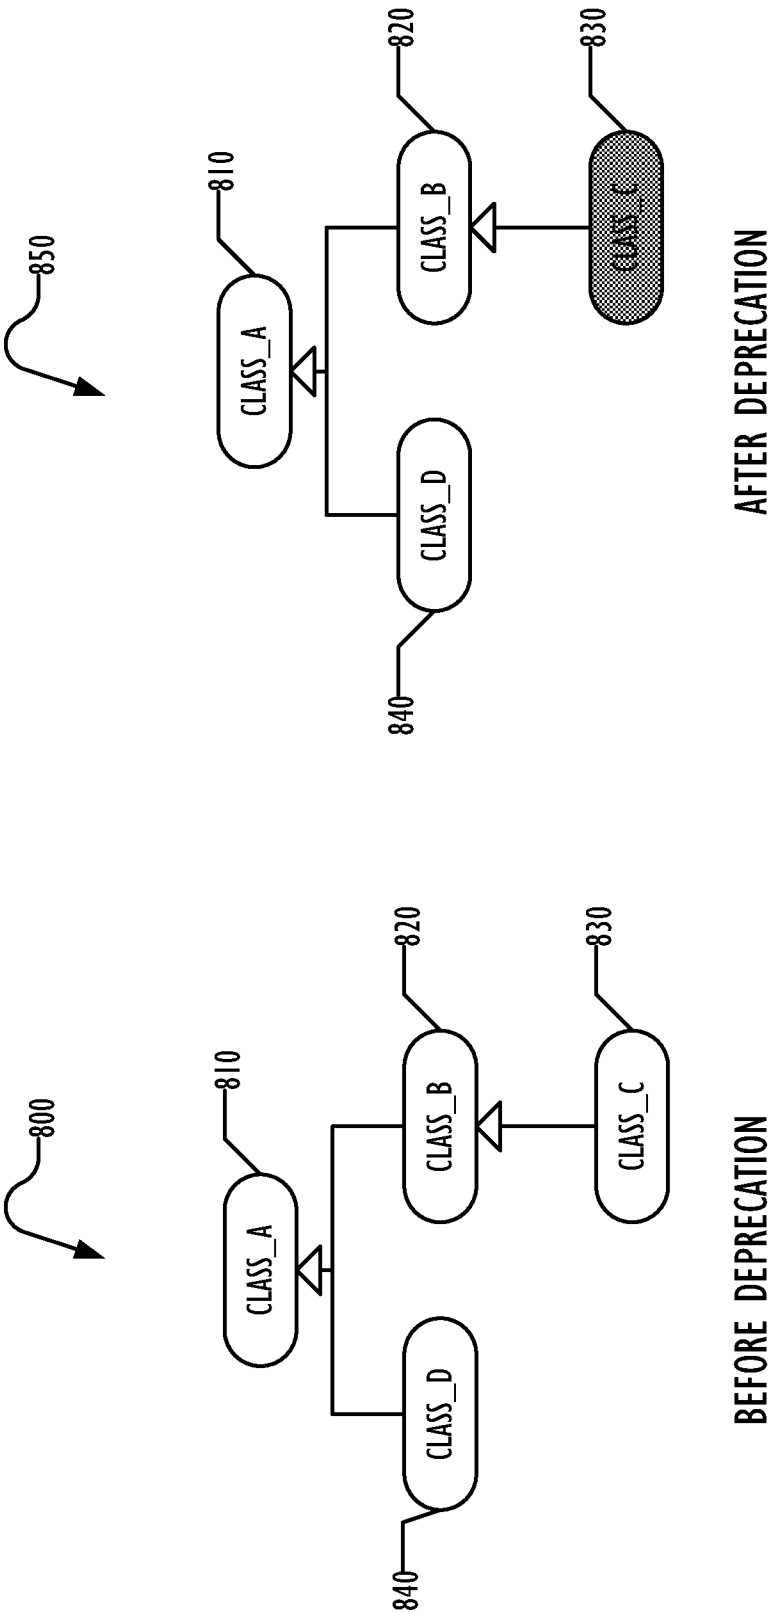 800
810
CLASS_A
820
840
CLASS_D
CLASS_B
830
CLASS_C
BEFORE DEPRECATION
850
810
CLASS_A
820
840
CLASS_D
CLASS_B
830
CLASS_C
AFTER DEPRECATION